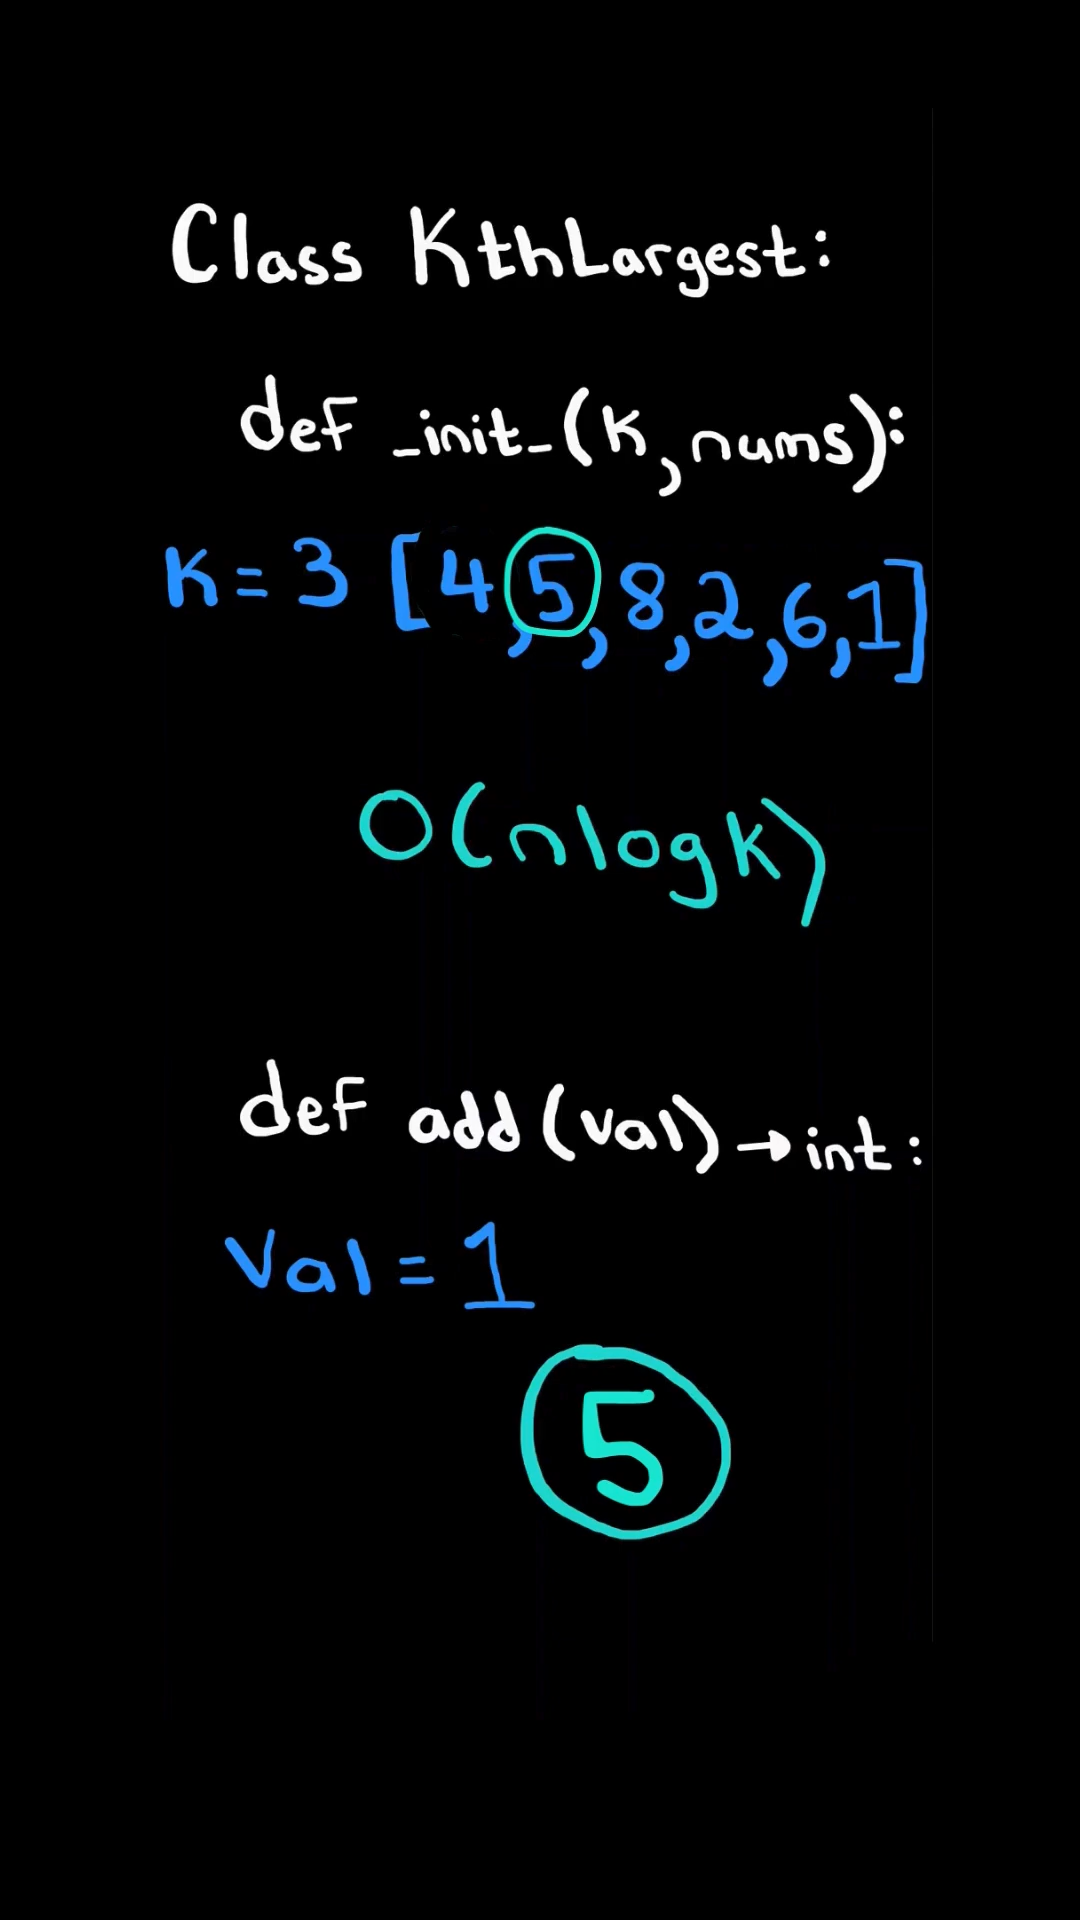 Class KthLargest:
def _init_(K,nums):
K=3 [4,5,8,2,6,1]
O(nlogk)
def add(val)→int:
Val=1
5